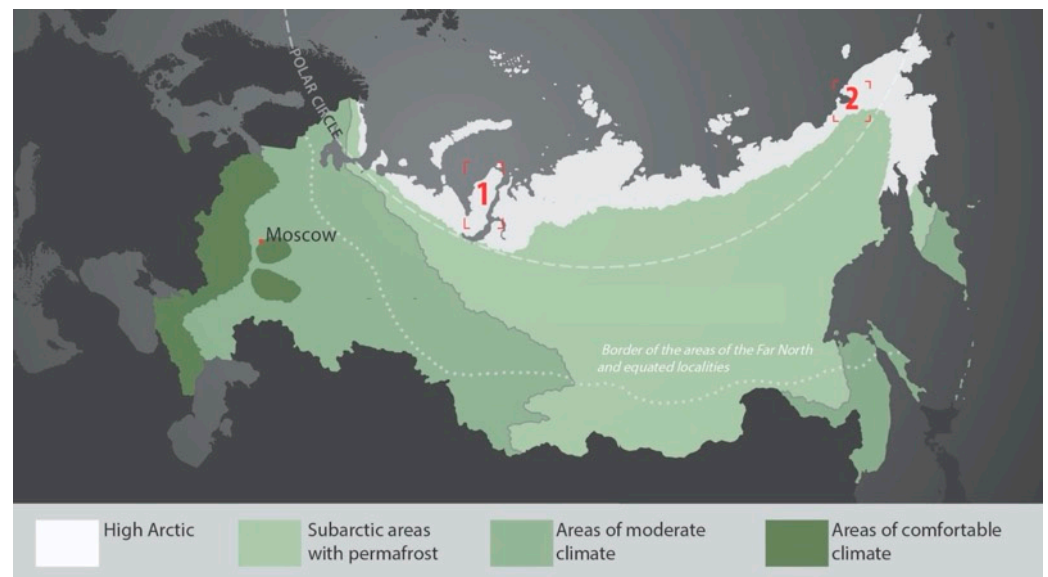 POLAR CIRCLE
1
2
Moscow
Border of the areas of the Far North
and equated localities
High Arctic
Subarctic areas
with permafrost
Areas of moderate
climate
Areas of comfortable
climate